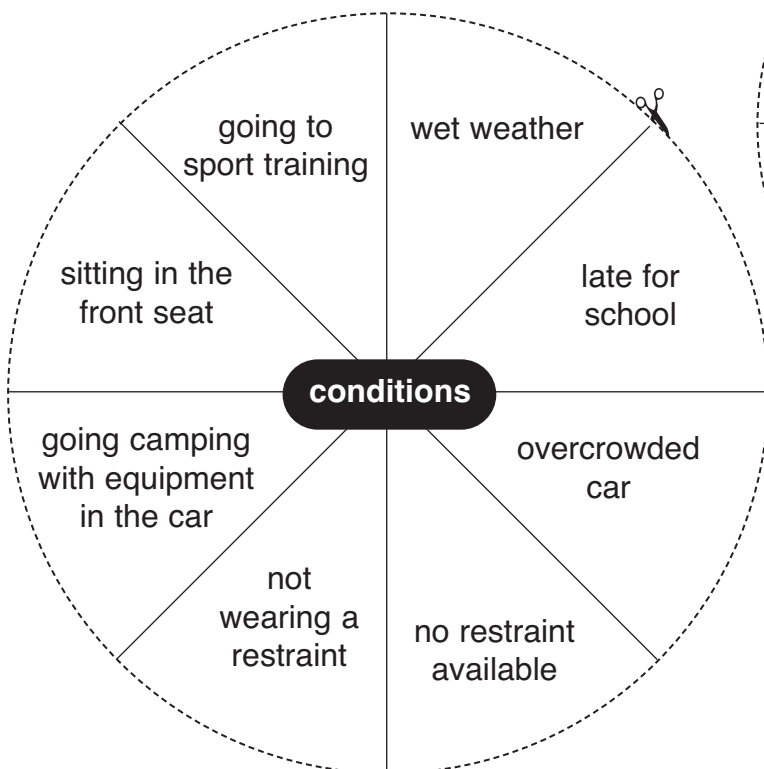 going to
sport training
wet weather
sitting in the
front seat
late for
school
conditions
going camping
with equipment
in the car
overcrowded
car
not
wearing a
restraint
no restraint
available